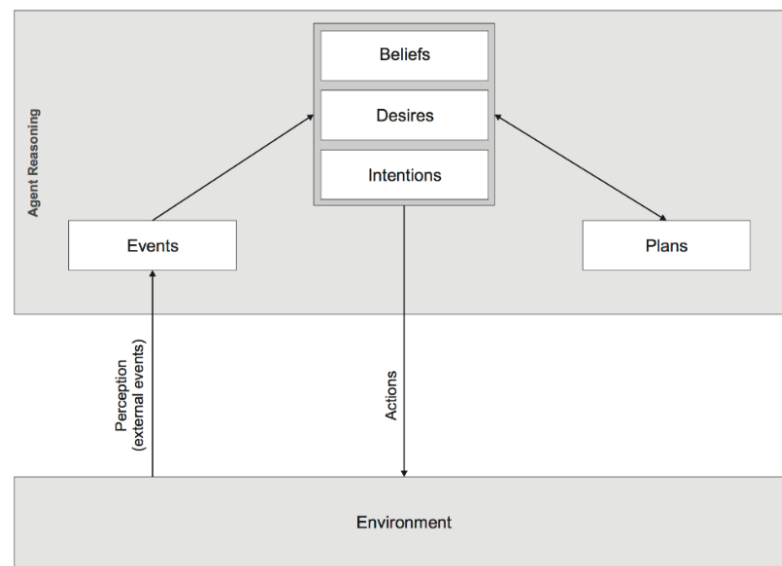 Beliefs
Desires
Intentions
Agent Reasoning
Events
Plans
Perception
(external events)
Actions
Environment